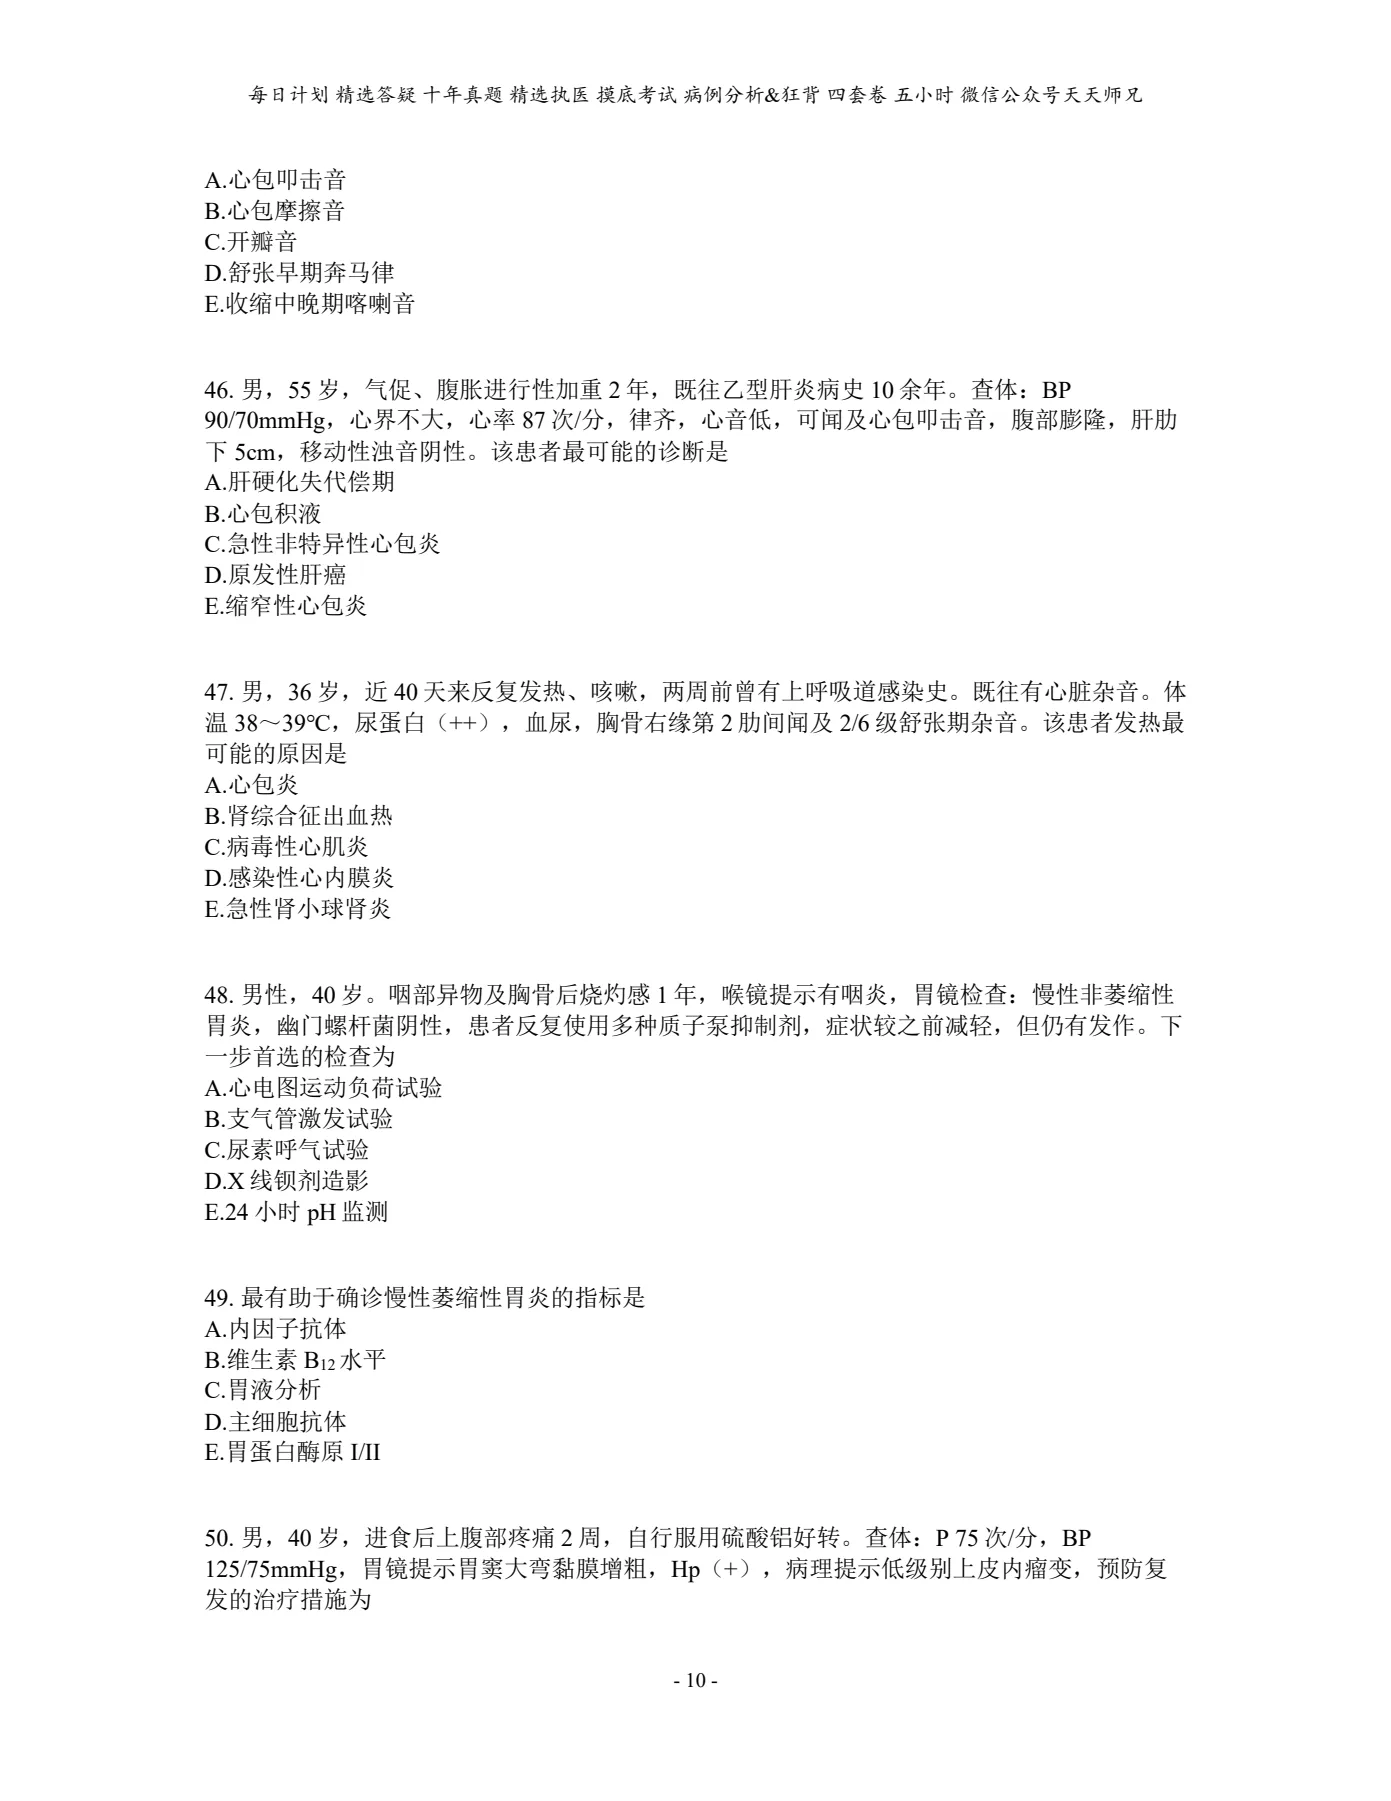 每日计划 精选答疑 十年真题 精选执医 摸底考试 病例分析&狂背 四套卷 五小时 微信公众号天天师兄
A.心包叩击音
B.心包摩擦音
C.开瓣音
D.舒张早期奔马律
E.收缩中晚期喀喇音
46. 男，55 岁，气促、腹胀进行性加重 2 年，既往乙型肝炎病史 10 余年。查体：BP
90/70mmHg，心界不大，心率 87 次/分，律齐，心音低，可闻及心包叩击音，腹部膨隆，肝肋
下 5cm，移动性浊音阴性。该患者最可能的诊断是
A.肝硬化失代偿期
B.心包积液
C.急性非特异性心包炎
D.原发性肝癌
E.缩窄性心包炎
47. 男，36 岁，近 40 天来反复发热、咳嗽，两周前曾有上呼吸道感染史。既往有心脏杂音。体
温 38～39℃，尿蛋白（++），血尿，胸骨右缘第 2 肋间闻及 2/6 级舒张期杂音。该患者发热最
可能的原因是
A.心包炎
B.肾综合征出血热
C.病毒性心肌炎
D.感染性心内膜炎
E.急性肾小球肾炎
48. 男性，40 岁。咽部异物及胸骨后烧灼感 1 年，喉镜提示有咽炎，胃镜检查：慢性非萎缩性
胃炎，幽门螺杆菌阴性，患者反复使用多种质子泵抑制剂，症状较之前减轻，但仍有发作。下
一步首选的检查为
A.心电图运动负荷试验
B.支气管激发试验
C.尿素呼气试验
D.X 线钡剂造影
E.24 小时 pH 监测
49. 最有助于确诊慢性萎缩性胃炎的指标是
A.内因子抗体
B.维生素 B12 水平
C.胃液分析
D.主细胞抗体
E.胃蛋白酶原 I/II
50. 男，40 岁，进食后上腹部疼痛 2 周，自行服用硫酸铝好转。查体：P 75 次/分，BP
125/75mmHg，胃镜提示胃窦大弯黏膜增粗，Hp（+），病理提示低级别上皮内瘤变，预防复
发的治疗措施为
- 10 -